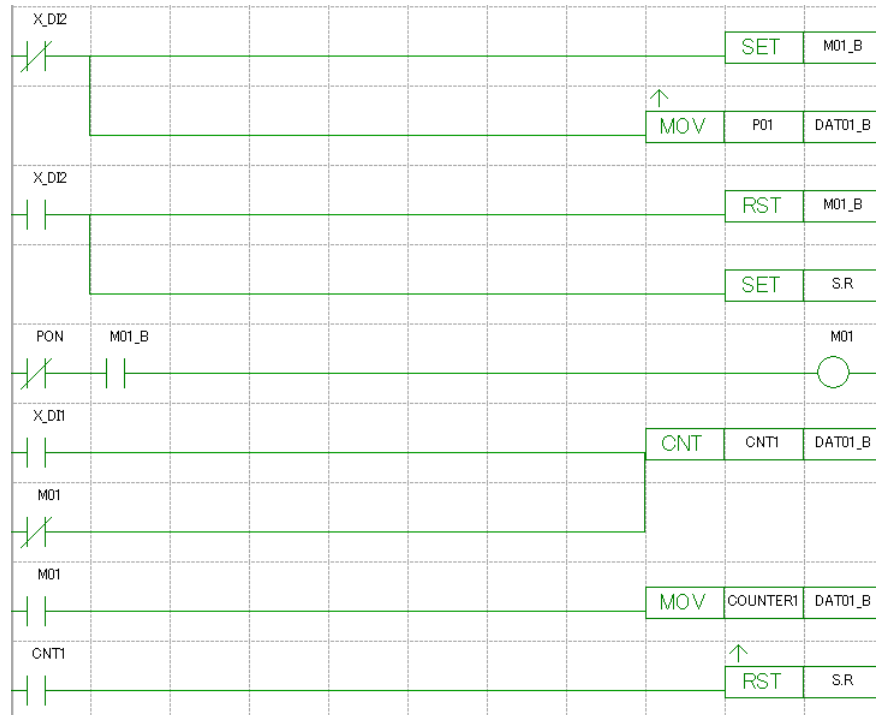 X_DI2
SET M01_B
MOV P01 DAT01_B
X_DI2
RST M01_B
SET S.R
PON M01_B M01
X_DI1
CNT CNT1 DAT01_B
M01
M01
MOV COUNTER1 DAT01_B
CNT1
RST S.R